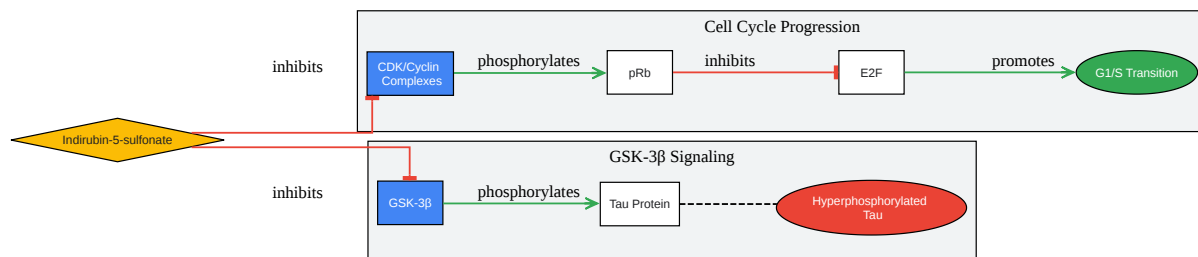 Cell Cycle Progression
inhibits
CDK/Cyclin
Complexes
phosphorylates
pRb
inhibits
E2F
promotes
G1/S Transition
Indirubin-5-sulfonate
GSK-3β Signaling
inhibits
GSK-3β
phosphorylates
Tau Protein
Hyperphosphorylated
Tau